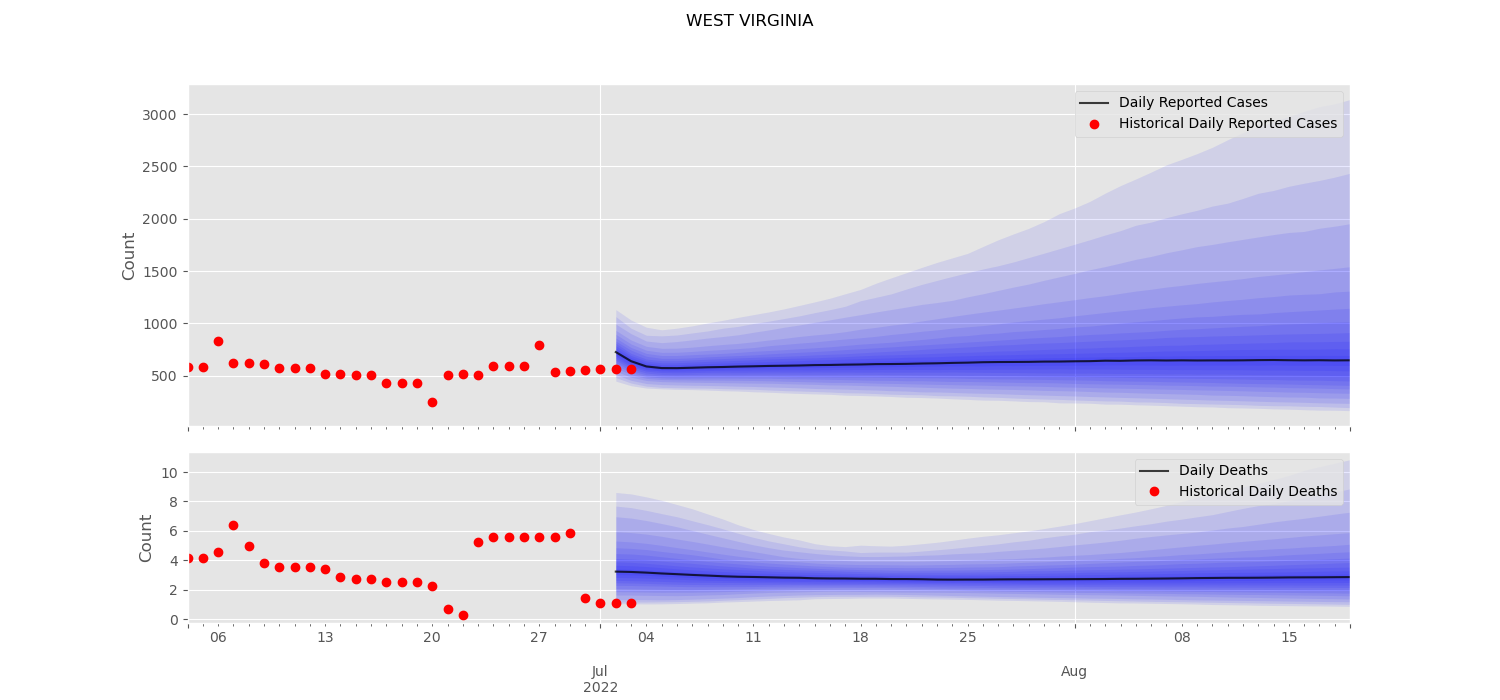 WEST VIRGINIA
3000
2500
2000
1500
1000
500
Count
Daily Reported Cases
Historical Daily Reported Cases
10
8
6
4
2
0
Count
Daily Deaths
Historical Daily Deaths
06 13 20 27 04 11 18 25 08 15
Jul Aug
2022